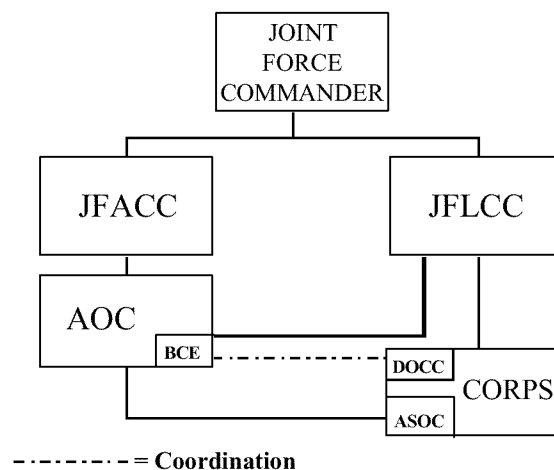 JOINT
FORCE
COMMANDER
JFACC
JFLCC
AOC
BCE
DOCC
CORPS
ASOC
= Coordination